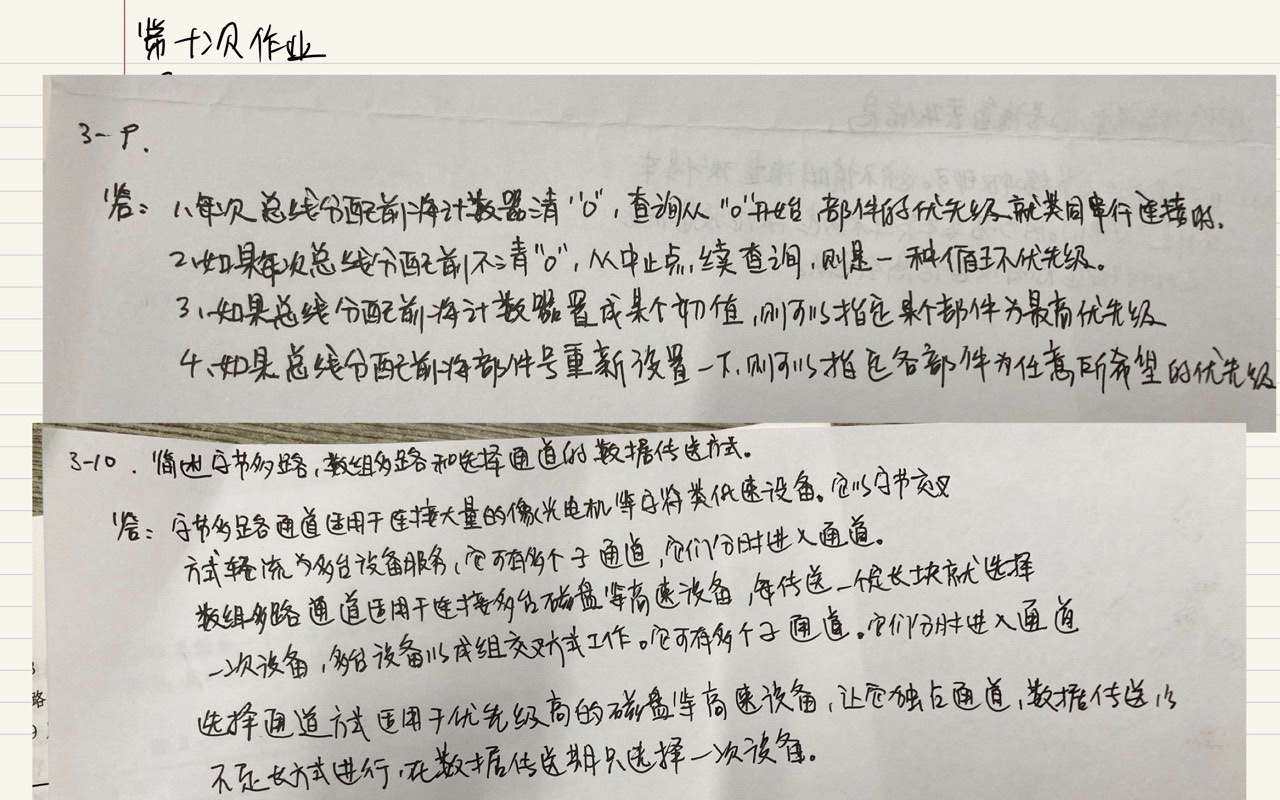 第十次作业
3-9.
答：1、每次总线分配前将计数器清"0"，查询从"0"开始，部件的优先级就类同串行连接时。
2、如果每次总线分配前不清"0"，从中止点续查询，则是一种循环优先级。
3、如果总线分配前将计数器置成某个初值，则可以指定某个部件为最高优先级
4、如果总线分配前将部件号重新设置一下，则可以指定各部件为任意所希望的优先级
3-10. 简述字节多路，数组多路和选择通道的数据传送方式。
答：字节多路通道适用于连接大量的像光电机等字符类低速设备。它以字节交叉
方式轮流为多台设备服务，它可有多个子通道，它们分时进入通道。
数组多路通道适用于连接多台磁盘等高速设备，每传送一个定长块就选择
一次设备，多台设备以成组交叉方式工作。它可有多个子通道。它们分时进入通道
选择通道方式适用于优先级高的磁盘等高速设备，让它独占通道，数据传送以
不定长方式进行，在数据传送期只选择一次设备。
路